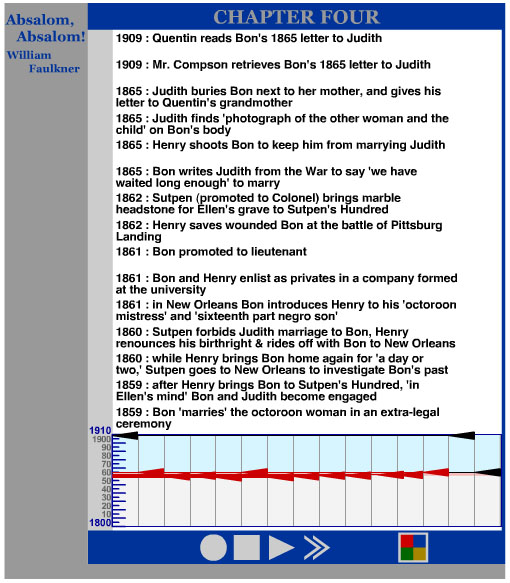 Absalom,
Absalom!
William
Faulkner
CHAPTER FOUR
1909 : Quentin reads Bon's 1865 letter to Judith
1909 : Mr. Compson retrieves Bon's 1865 letter to Judith
1865 : Judith buries Bon next to her mother, and gives his
letter to Quentin's grandmother
1865 : Judith finds 'photograph of the other woman and the
child' on Bon's body
1865 : Henry shoots Bon to keep him from marrying Judith
1865 : Bon writes Judith from the War to say 'we have
waited long enough' to marry
1862 : Sutpen (promoted to Colonel) brings marble
headstone for Ellen's grave to Sutpen's Hundred
1862 : Henry saves wounded Bon at the battle of Pittsburg
Landing
1861 : Bon promoted to lieutenant
1861 : Bon and Henry enlist as privates in a company formed
at the university
1861 : in New Orleans Bon introduces Henry to his 'octoroon
mistress' and 'sixteenth part negro son'
1860 : Sutpen forbids Judith marriage to Bon, Henry
renounces his birthright & rides off with Bon to New Orleans
1860 : while Henry brings Bon home again for 'a day or
two,' Sutpen goes to New Orleans to investigate Bon's past
1859 : after Henry brings Bon to Sutpen's Hundred, 'in
Ellen's mind' Bon and Judith become engaged
1859 : Bon 'marries' the octoroon woman in an extra-legal
ceremony
1910
1900
90
80
70
60
50
40
30
20
10
1800